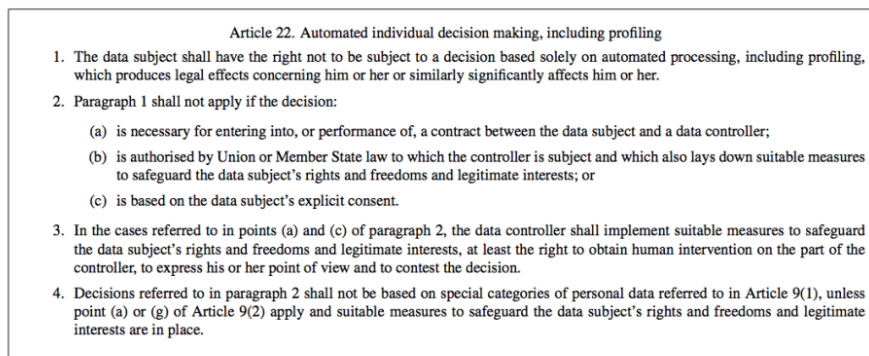 Article 22. Automated individual decision making, including profiling
1. The data subject shall have the right not to be subject to a decision based solely on automated processing, including profiling,
which produces legal effects concerning him or her or similarly significantly affects him or her.
2. Paragraph 1 shall not apply if the decision:
(a) is necessary for entering into, or performance of, a contract between the data subject and a data controller;
(b) is authorised by Union or Member State law to which the controller is subject and which also lays down suitable measures
to safeguard the data subject's rights and freedoms and legitimate interests; or
(c) is based on the data subject's explicit consent.
3. In the cases referred to in points (a) and (c) of paragraph 2, the data controller shall implement suitable measures to safeguard
the data subject's rights and freedoms and legitimate interests, at least the right to obtain human intervention on the part of the
controller, to express his or her point of view and to contest the decision.
4. Decisions referred to in paragraph 2 shall not be based on special categories of personal data referred to in Article 9(1), unless
point (a) or (g) of Article 9(2) apply and suitable measures to safeguard the data subject's rights and freedoms and legitimate
interests are in place.